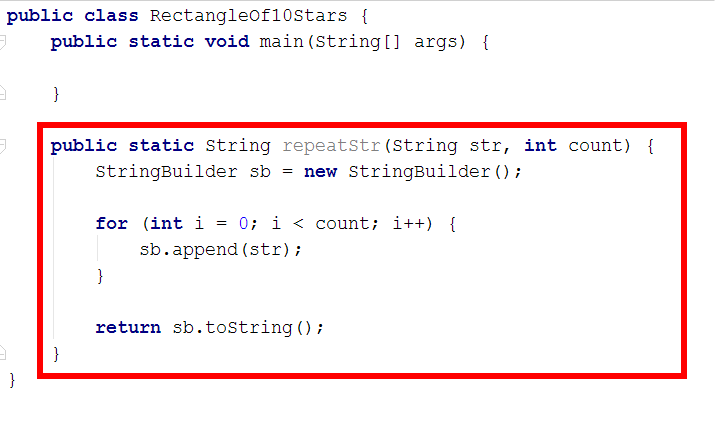 public class RectangleOf10Stars {
    public static void main(String[] args) {

    }

    public static String repeatStr(String str, int count) {
        StringBuilder sb = new StringBuilder();

        for (int i = 0; i < count; i++) {
            sb.append(str);
        }

        return sb.toString();
    }
}